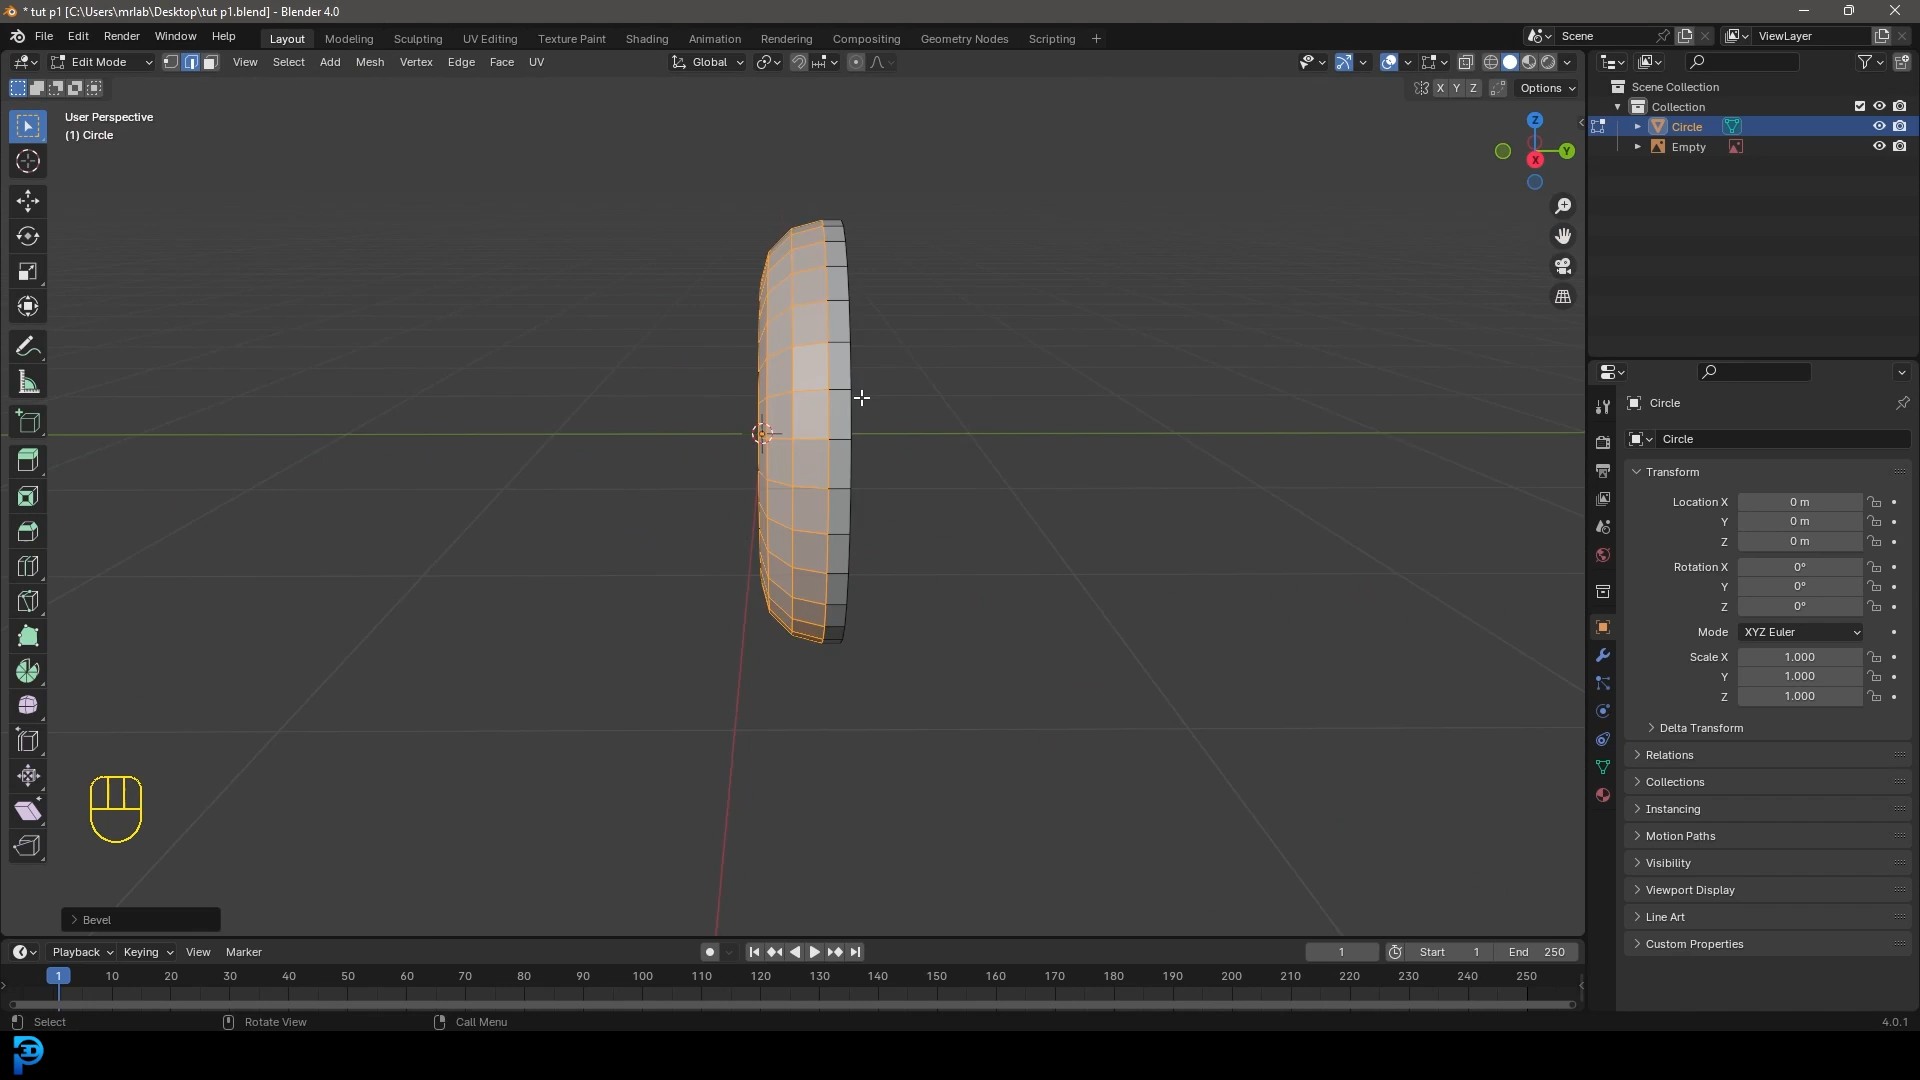 * tut p1 [C:\Users\mrlab\Desktop\tut p1.blend] - Blender 4.0
File Edit Render Window Help Layout Modeling Sculpting UV Editing Texture Paint Shading Animation Rendering Compositing Geometry Nodes Scripting + Scene ViewLayer
Edit Mode View Select Add Mesh Vertex Edge Face UV Global
X Y Z Options
User Perspective
(1) Circle
Z
Y
X
Scene Collection
Collection
Circle
Empty
Circle
Circle
Transform
Location X 0 m
Y 0 m
Z 0 m
Rotation X 0°
Y 0°
Z 0°
Mode XYZ Euler
Scale X 1.000
Y 1.000
Z 1.000
Delta Transform
Relations
Collections
Instancing
Motion Paths
Visibility
Viewport Display
Line Art
Custom Properties
Bevel
Playback Keying View Marker 1 Start 1 End 250
1 10 20 30 40 50 60 70 80 90 100 110 120 130 140 150 160 170 180 190 200 210 220 230 240 250
Select Rotate View Call Menu 4.0.1
3D